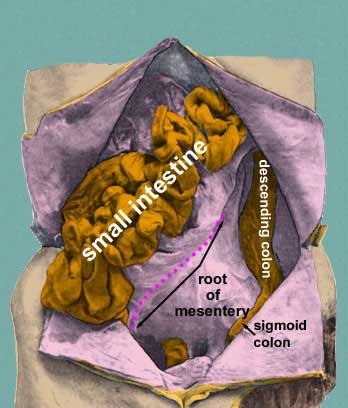 small intestine
descending colon
root
of
mesentery
sigmoid
colon